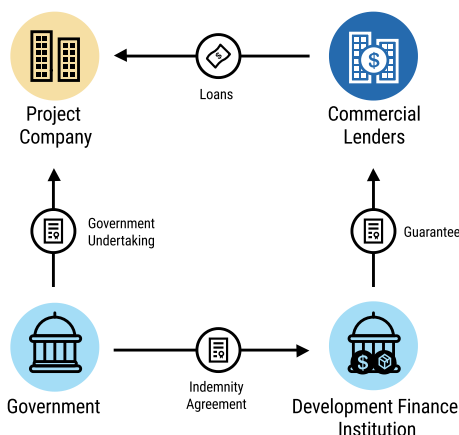 Loans
Project
Company
Commercial
Lenders
Government
Undertaking
Guarantee
Indemnity
Agreement
Government
Development Finance
Institution